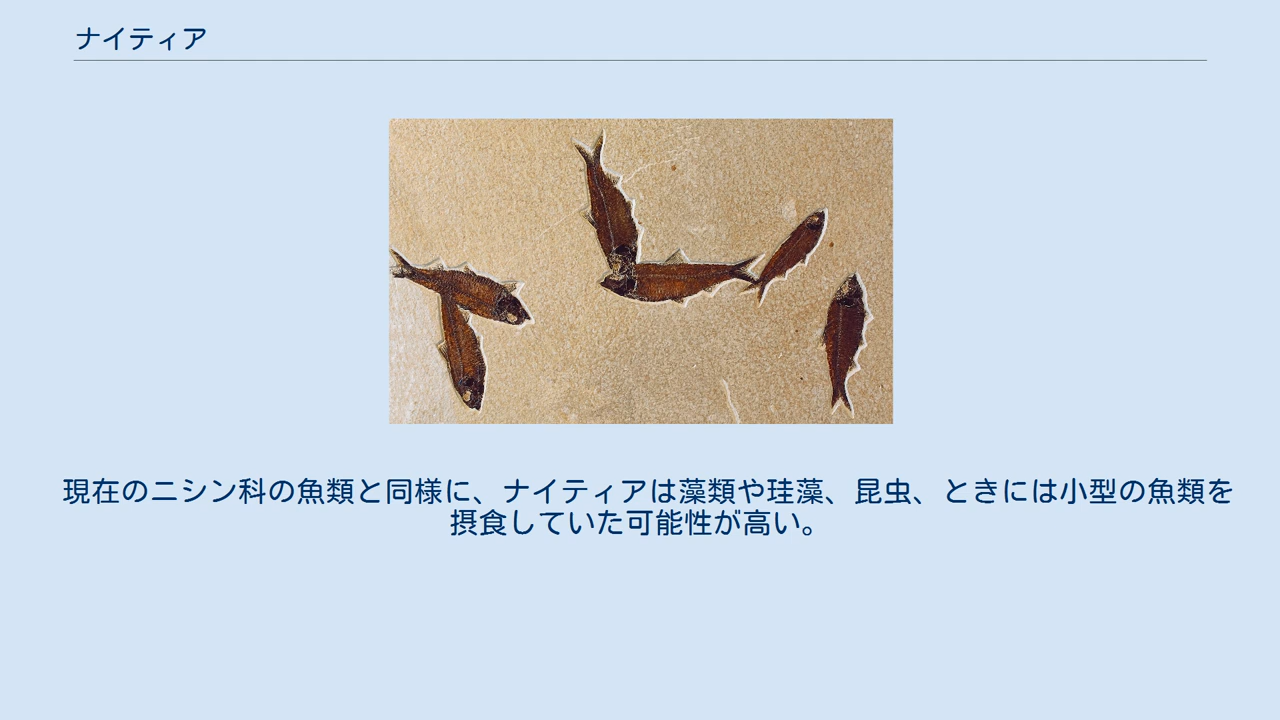 ナイティア
現在のニシン科の魚類と同様に、ナイティアは藻類や珪藻、昆虫、ときには小型の魚類を
摂食していた可能性が高い。